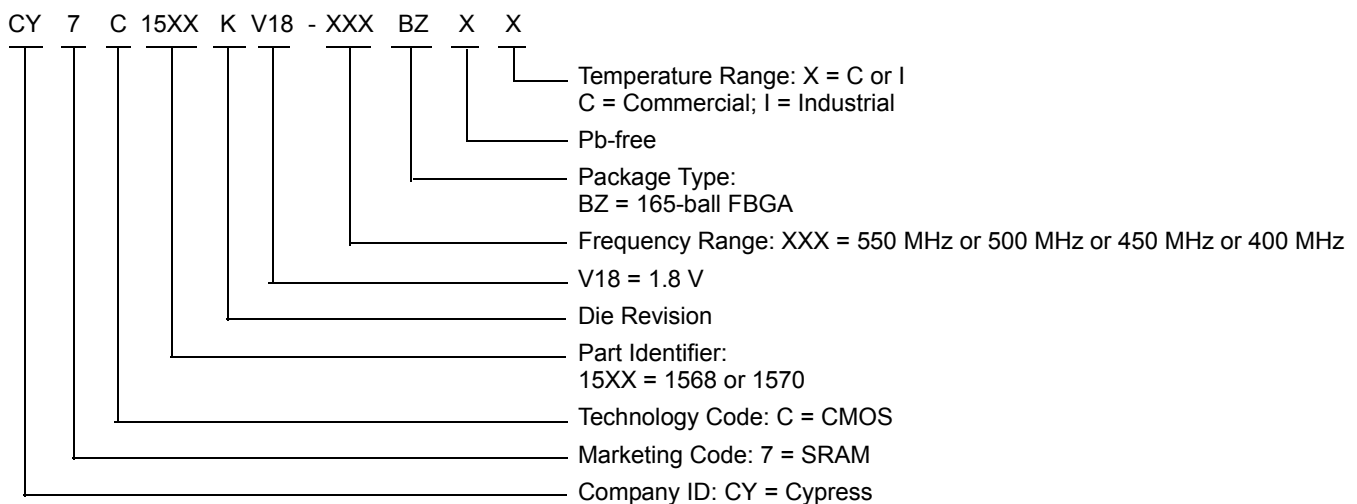 CY 7 C 15XX K V18 - XXX BZ X X
Temperature Range: X = C or I
C = Commercial; I = Industrial
Pb-free
Package Type:
BZ = 165-ball FBGA
Frequency Range: XXX = 550 MHz or 500 MHz or 450 MHz or 400 MHz
V18 = 1.8 V
Die Revision
Part Identifier:
15XX = 1568 or 1570
Technology Code: C = CMOS
Marketing Code: 7 = SRAM
Company ID: CY = Cypress